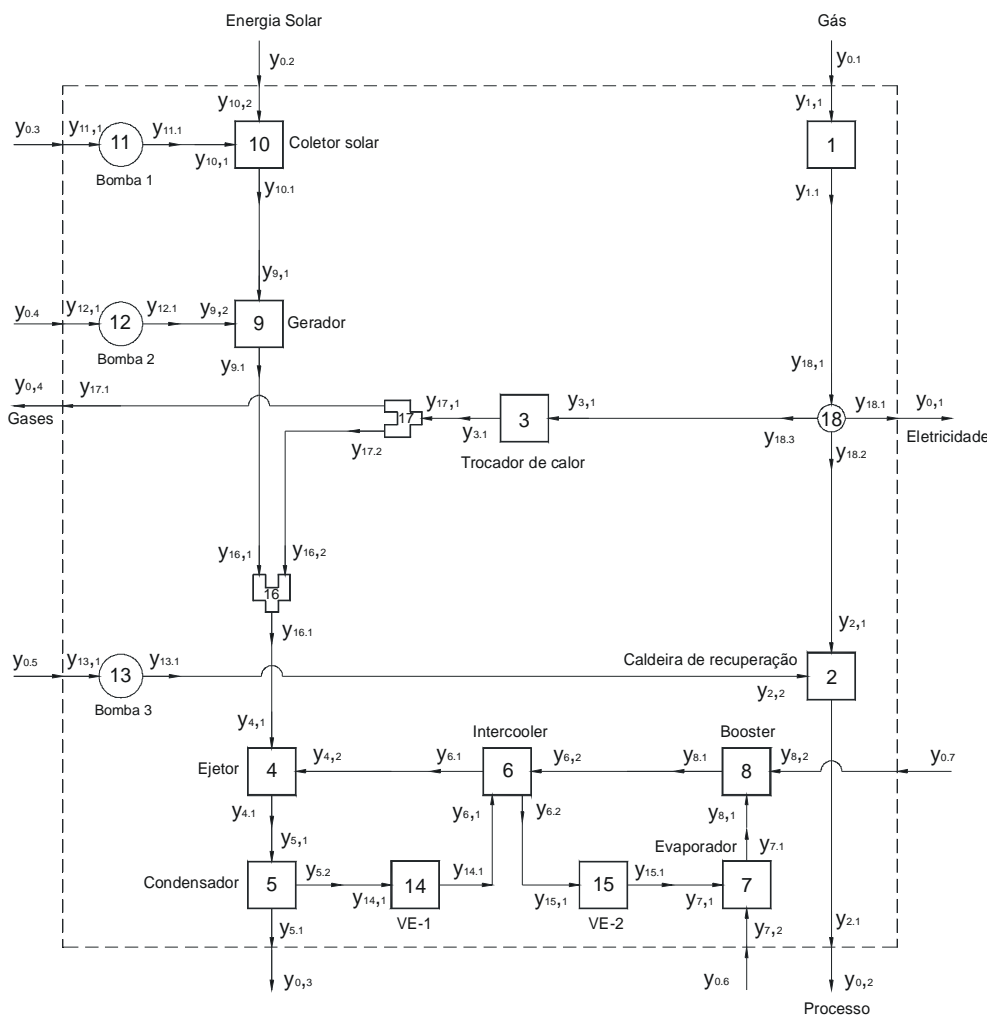 Energia Solar
Gás
y0.2
y0.1
y10,2
y1,1
y0.3
y11,1
11
y11.1
y10,1
10
Coletor solar
1
Bomba 1
y10.1
y1.1
y9,1
y0.4
y12,1
12
y12.1
y9,2
9
Gerador
Bomba 2
y9.1
y18,1
y0,4
y17.1
Gases
17
y17,1
y3.1
3
y3,1
y18.3
18
y18.1
y0,1
Eletricidade
y17.2
Trocador de calor
y18.2
y16,1
y16,2
16
y16.1
y2,1
y0.5
y13,1
13
y13.1
Caldeira de recuperação
2
y2,2
Bomba 3
y4,1
Intercooler
Booster
Ejetor
4
y4,2
y6.1
6
y6,2
y8.1
8
y8,2
y0.7
y4.1
y6,1
y6.2
y8,1
y5,1
Evaporador
y7.1
Condensador
5
y5.2
y14,1
14
y14.1
y15,1
15
y15.1
y7,1
7
VE-1
VE-2
y5.1
y7,2
y2.1
y0,3
y0.6
y0,2
Processo